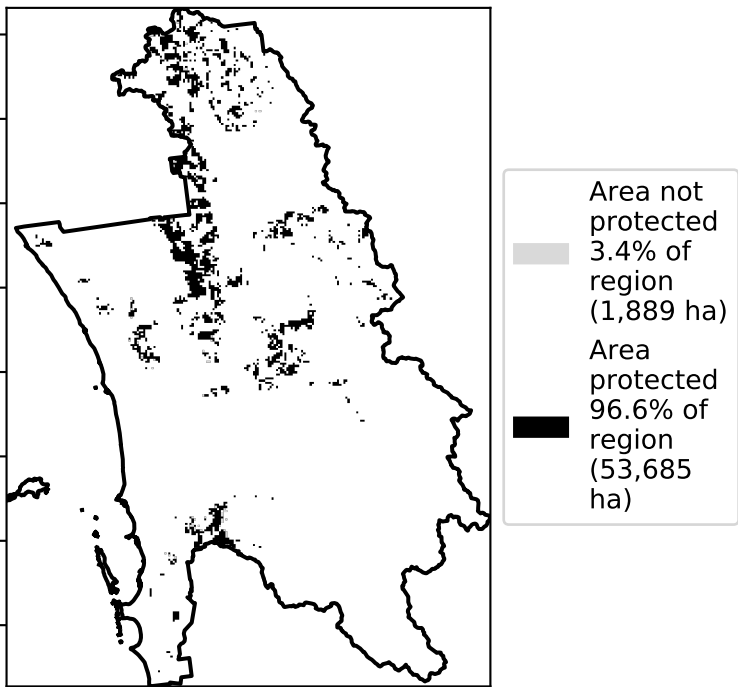 Area not
protected
3.4% of
region
(1,889 ha)
Area
protected
96.6% of
region
(53,685
ha)